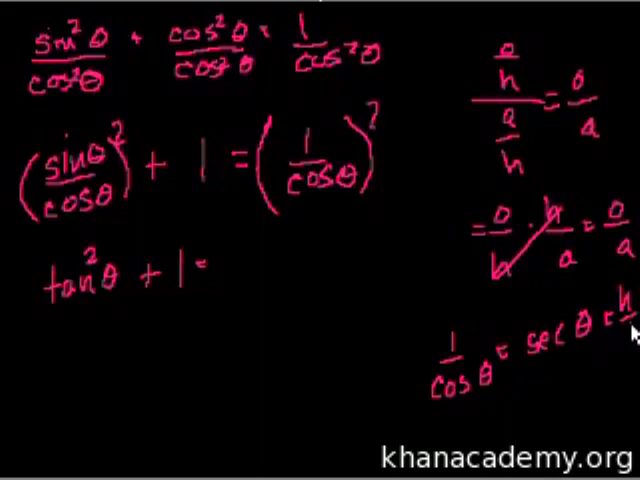 sin²θ/cos²θ + cos²θ/cos²θ = 1/cos²θ
(sinθ/cosθ)² + 1 = (1/cosθ)²
tan²θ + 1 =
(o/h)/(a/h) = o/a
= o/h · h/a = o/a
1/cosθ = sec θ = h/
khanacademy.org